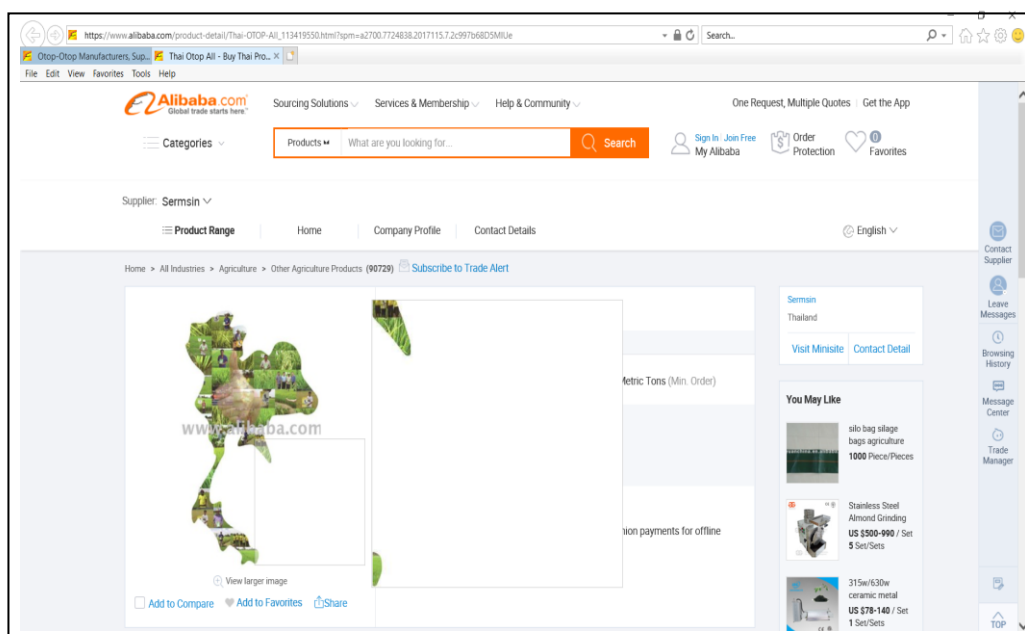 https://www.alibaba.com/product-detail/Thai-OTOP-All_113419550.html?spm=a2700.7724838.2017115.7.2c997b68D5MIUe
Search...
Otop-Otop Manufacturers, Sup...
Thai Otop All - Buy Thai Pro...
File Edit View Favorites Tools Help
Alibaba.com
Global trade starts here.
Sourcing Solutions
Services & Membership
Help & Community
One Request, Multiple Quotes
Get the App
Categories
Products
What are you looking for...
Search
Sign In Join Free
My Alibaba
Order
Protection
0
Favorites
Supplier: Sermsin
Product Range
Home
Company Profile
Contact Details
English
Home > All Industries > Agriculture > Other Agriculture Products (90729)
Subscribe to Trade Alert
www.alibaba.com
View larger image
Add to Compare
Add to Favorites
Share
Metric Tons (Min. Order)
nion payments for offline
Sermsin
Thailand
Visit Minisite
Contact Detail
You May Like
silo bag silage
bags agriculture
1000 Piece/Pieces
Stainless Steel
Almond Grinding
US $500-990 / Set
5 Set/Sets
315w/630w
ceramic metal
US $78-140 / Set
1 Set/Sets
Contact
Supplier
Leave
Messages
Browsing
History
Message
Center
Trade
Manager
TOP